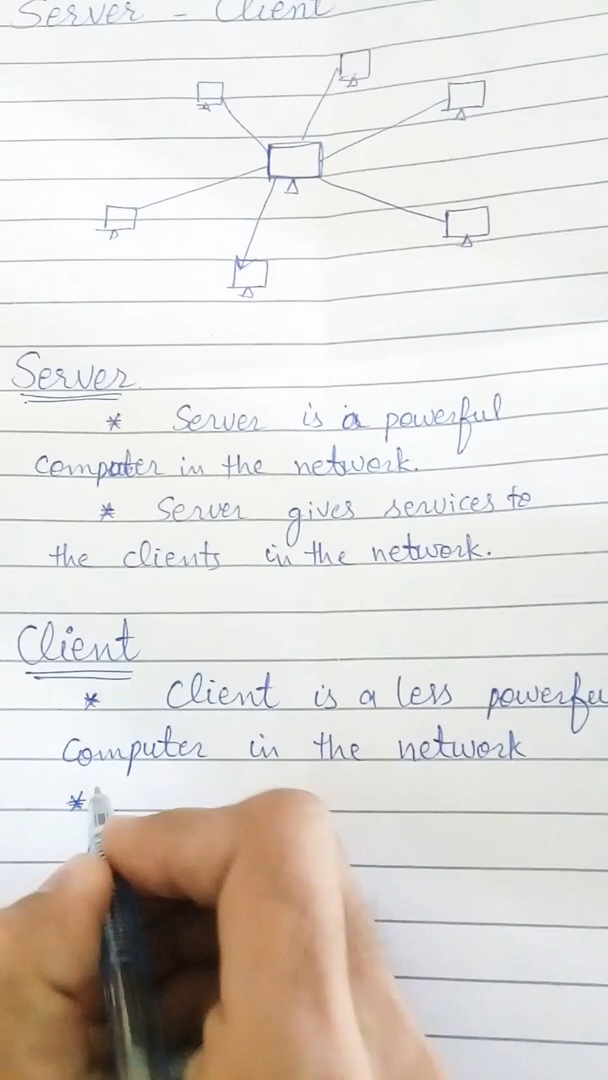 Server - Client
Server
* Server is a powerful
computer in the network.
* Server gives services to
the clients in the network.
Client
* Client is a less powerfu
Computer in the network
*